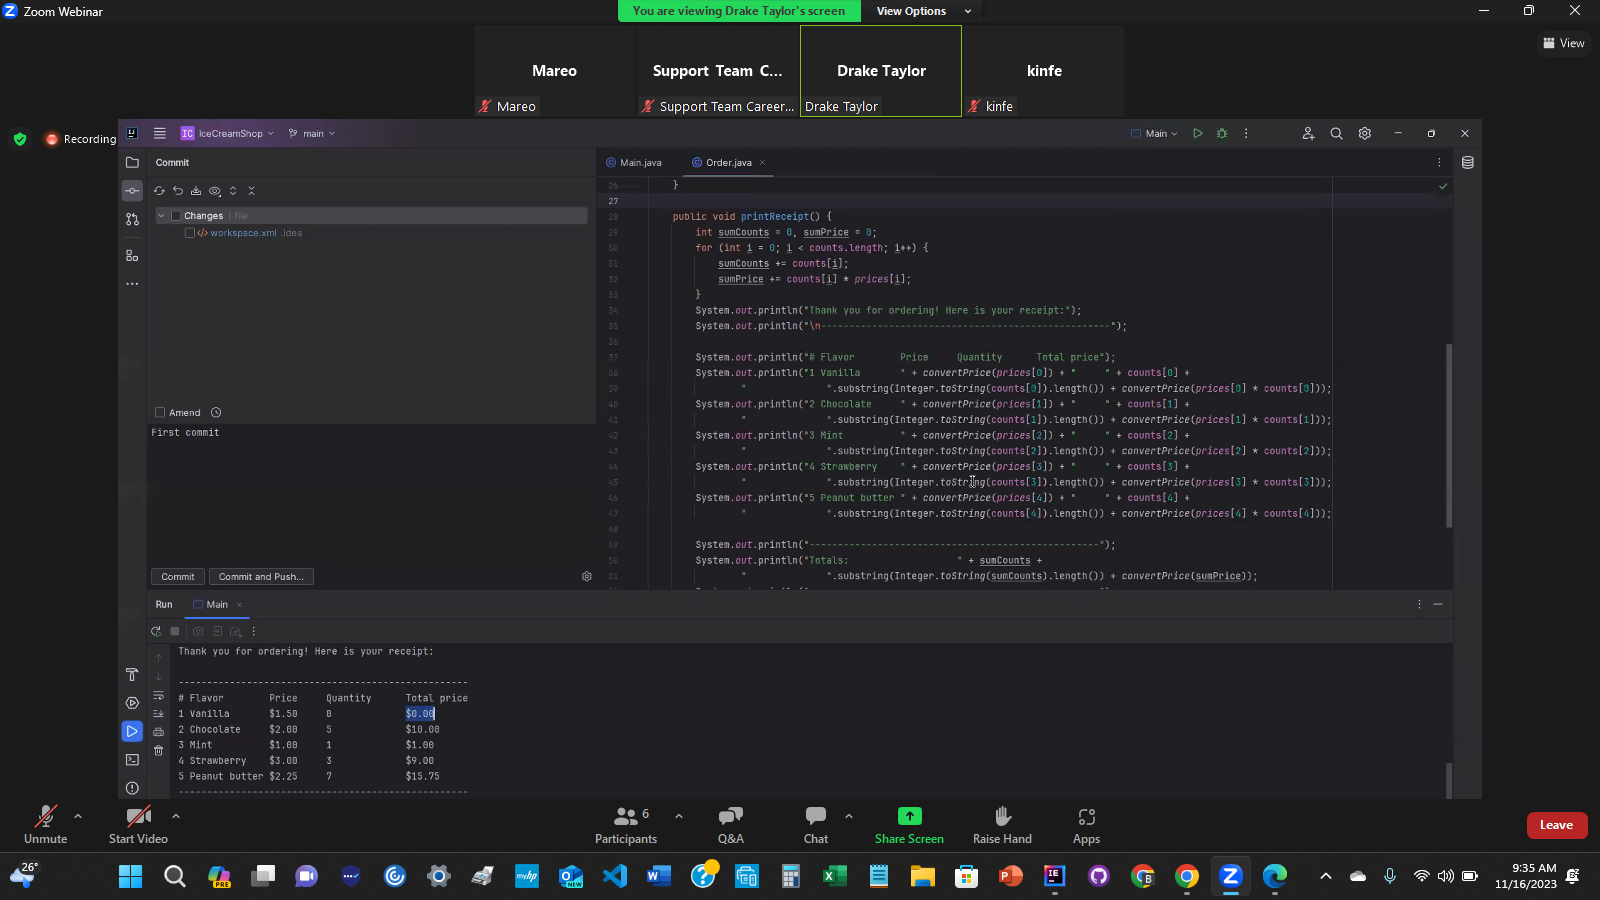 Zoom Webinar
You are viewing Drake Taylor's screen
View Options
View
Mareo
Support Team C...
Drake Taylor
kinfe
Mareo
Support Team Career...
Drake Taylor
kinfe
Recording
IC IceCreamShop
main
Main
Commit
Main.java
Order.java
Changes 1 file
workspace.xml .idea
26 }
27
28 public void printReceipt() {
29 int sumCounts = 0, sumPrice = 0;
30 for (int i = 0; i < counts.length; i++) {
31 sumCounts += counts[i];
32 sumPrice += counts[i] * prices[i];
33 }
34 System.out.println("Thank you for ordering! Here is your receipt:");
35 System.out.println("\n---------------------------------------------------");
36
37 System.out.println("# Flavor        Price     Quantity      Total price");
38 System.out.println("1 Vanilla       " + convertPrice(prices[0]) + "     " + counts[0] +
39 "              ".substring(Integer.toString(counts[0]).length()) + convertPrice(prices[0] * counts[0]));
40 System.out.println("2 Chocolate     " + convertPrice(prices[1]) + "     " + counts[1] +
41 "              ".substring(Integer.toString(counts[1]).length()) + convertPrice(prices[1] * counts[1]));
42 System.out.println("3 Mint          " + convertPrice(prices[2]) + "     " + counts[2] +
43 "              ".substring(Integer.toString(counts[2]).length()) + convertPrice(prices[2] * counts[2]));
44 System.out.println("4 Strawberry    " + convertPrice(prices[3]) + "     " + counts[3] +
45 "              ".substring(Integer.toString(counts[3]).length()) + convertPrice(prices[3] * counts[3]));
46 System.out.println("5 Peanut butter " + convertPrice(prices[4]) + "     " + counts[4] +
47 "              ".substring(Integer.toString(counts[4]).length()) + convertPrice(prices[4] * counts[4]));
48
49 System.out.println("---------------------------------------------------");
50 System.out.println("Totals:                   " + sumCounts +
51 "              ".substring(Integer.toString(sumCounts).length()) + convertPrice(sumPrice));
Amend
First commit
Commit
Commit and Push...
Run
Main
Thank you for ordering! Here is your receipt:
---------------------------------------------------
# Flavor Price Quantity Total price
1 Vanilla $1.50 0 $0.00
2 Chocolate $2.00 5 $10.00
3 Mint $1.00 1 $1.00
4 Strawberry $3.00 3 $9.00
5 Peanut butter $2.25 7 $15.75
---------------------------------------------------
Unmute
Start Video
Participants
6
Q&A
Chat
Share Screen
Raise Hand
Apps
Leave
26°
PRE
myhp
NEW
9:35 AM
11/16/2023